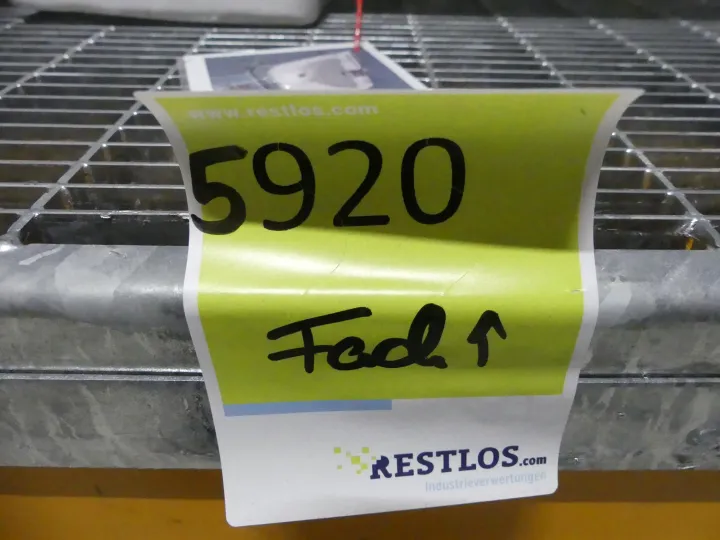 www.restlos.com
5920
Fach ↑
RESTLOS.com
Industrieverwertungen